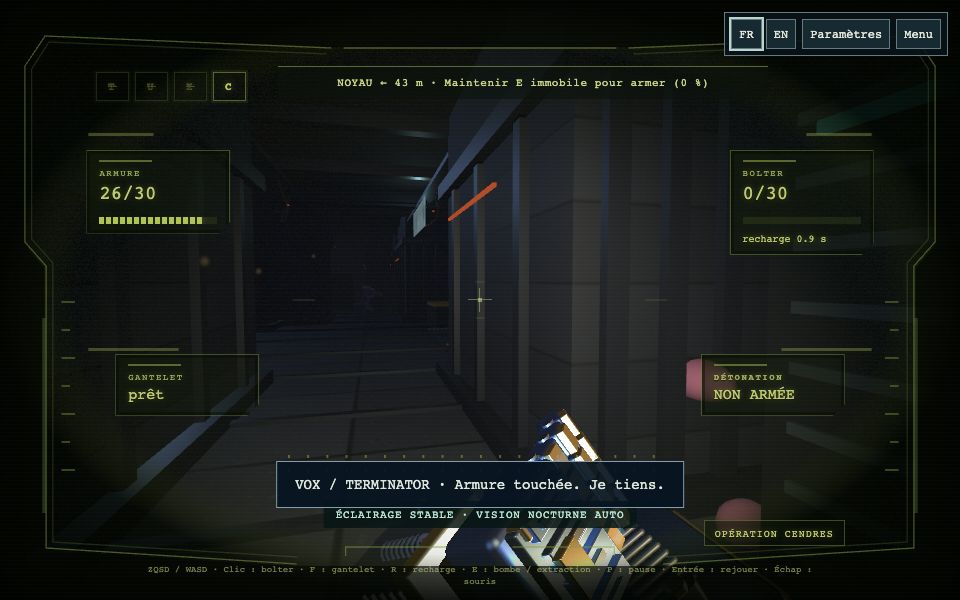 FR EN Paramètres Menu
C
NOYAU ← 43 m · Maintenir E immobile pour armer (0 %)
ARMURE
26/30
BOLTER
0/30
recharge 0.9 s
GANTELET
prêt
DÉTONATION
NON ARMÉE
VOX / TERMINATOR · Armure touchée. Je tiens.
ÉCLAIRAGE STABLE · VISION NOCTURNE AUTO
OPÉRATION CENDRES
ZQSD / WASD · Clic : bolter · F : gantelet · R : recharge · E : bombe / extraction · P : pause · Entrée : rejouer · Échap :
souris